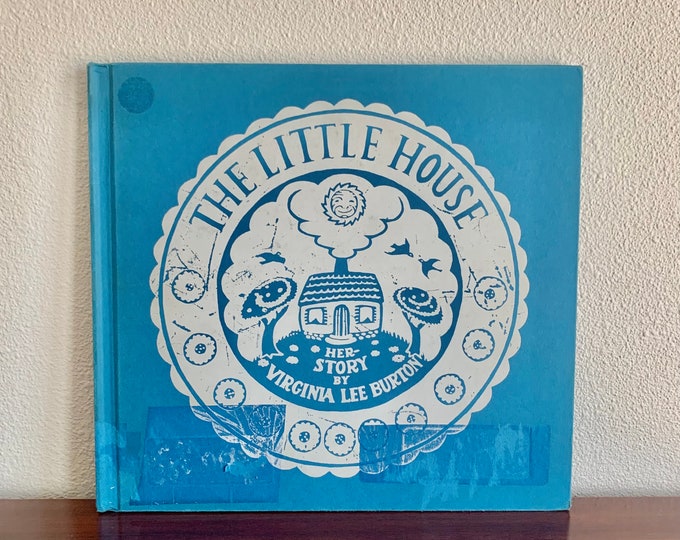 THE LITTLE HOUSE
HER-
STORY
BY
VIRGINIA LEE BURTON